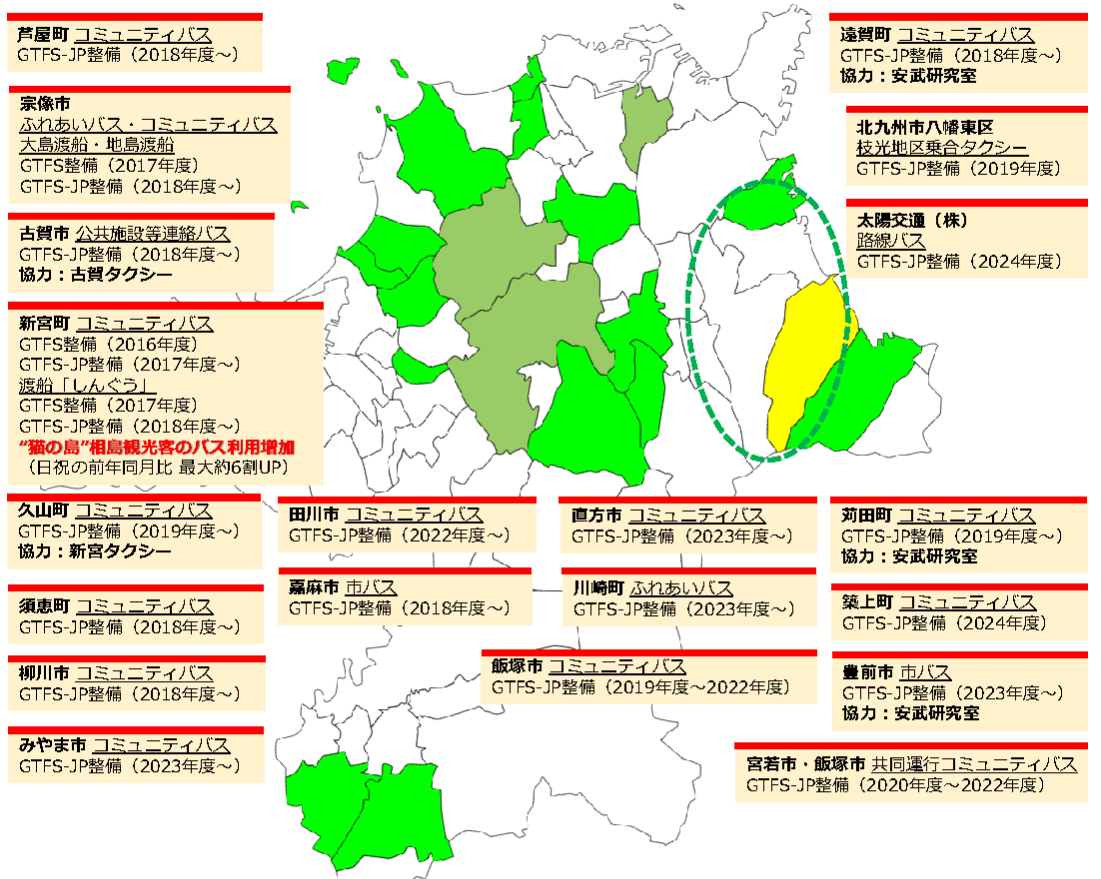 芦屋町 コミュニティバス
GTFS-JP整備（2018年度～）
宗像市
ふれあいバス・コミュニティバス
大島渡船・地島渡船
GTFS整備（2017年度）
GTFS-JP整備（2018年度～）
古賀市 公共施設等連絡バス
GTFS-JP整備（2018年度～）
協力：古賀タクシー
新宮町 コミュニティバス
GTFS整備（2016年度）
GTFS-JP整備（2017年度～）
渡船「しんぐう」
GTFS整備（2017年度）
GTFS-JP整備（2018年度～）
“猫の島”相島観光客のバス利用増加
（日祝の前年同月比 最大約6割UP）
久山町 コミュニティバス
GTFS-JP整備（2019年度～）
協力：新宮タクシー
須恵町 コミュニティバス
GTFS-JP整備（2018年度～）
柳川市 コミュニティバス
GTFS-JP整備（2018年度～）
みやま市 コミュニティバス
GTFS-JP整備（2023年度～）
田川市 コミュニティバス
GTFS-JP整備（2022年度～）
嘉麻市 市バス
GTFS-JP整備（2018年度～）
直方市 コミュニティバス
GTFS-JP整備（2023年度～）
川崎町 ふれあいバス
GTFS-JP整備（2023年度～）
飯塚市 コミュニティバス
GTFS-JP整備（2019年度～2022年度）
遠賀町 コミュニティバス
GTFS-JP整備（2018年度～）
協力：安武研究室
北九州市八幡東区
枝光地区乗合タクシー
GTFS-JP整備（2019年度）
太陽交通（株）
路線バス
GTFS-JP整備（2024年度）
苅田町 コミュニティバス
GTFS-JP整備（2019年度～）
協力：安武研究室
築上町 コミュニティバス
GTFS-JP整備（2024年度）
豊前市 市バス
GTFS-JP整備（2023年度～）
協力：安武研究室
宮若市・飯塚市 共同運行コミュニティバス
GTFS-JP整備（2020年度～2022年度）